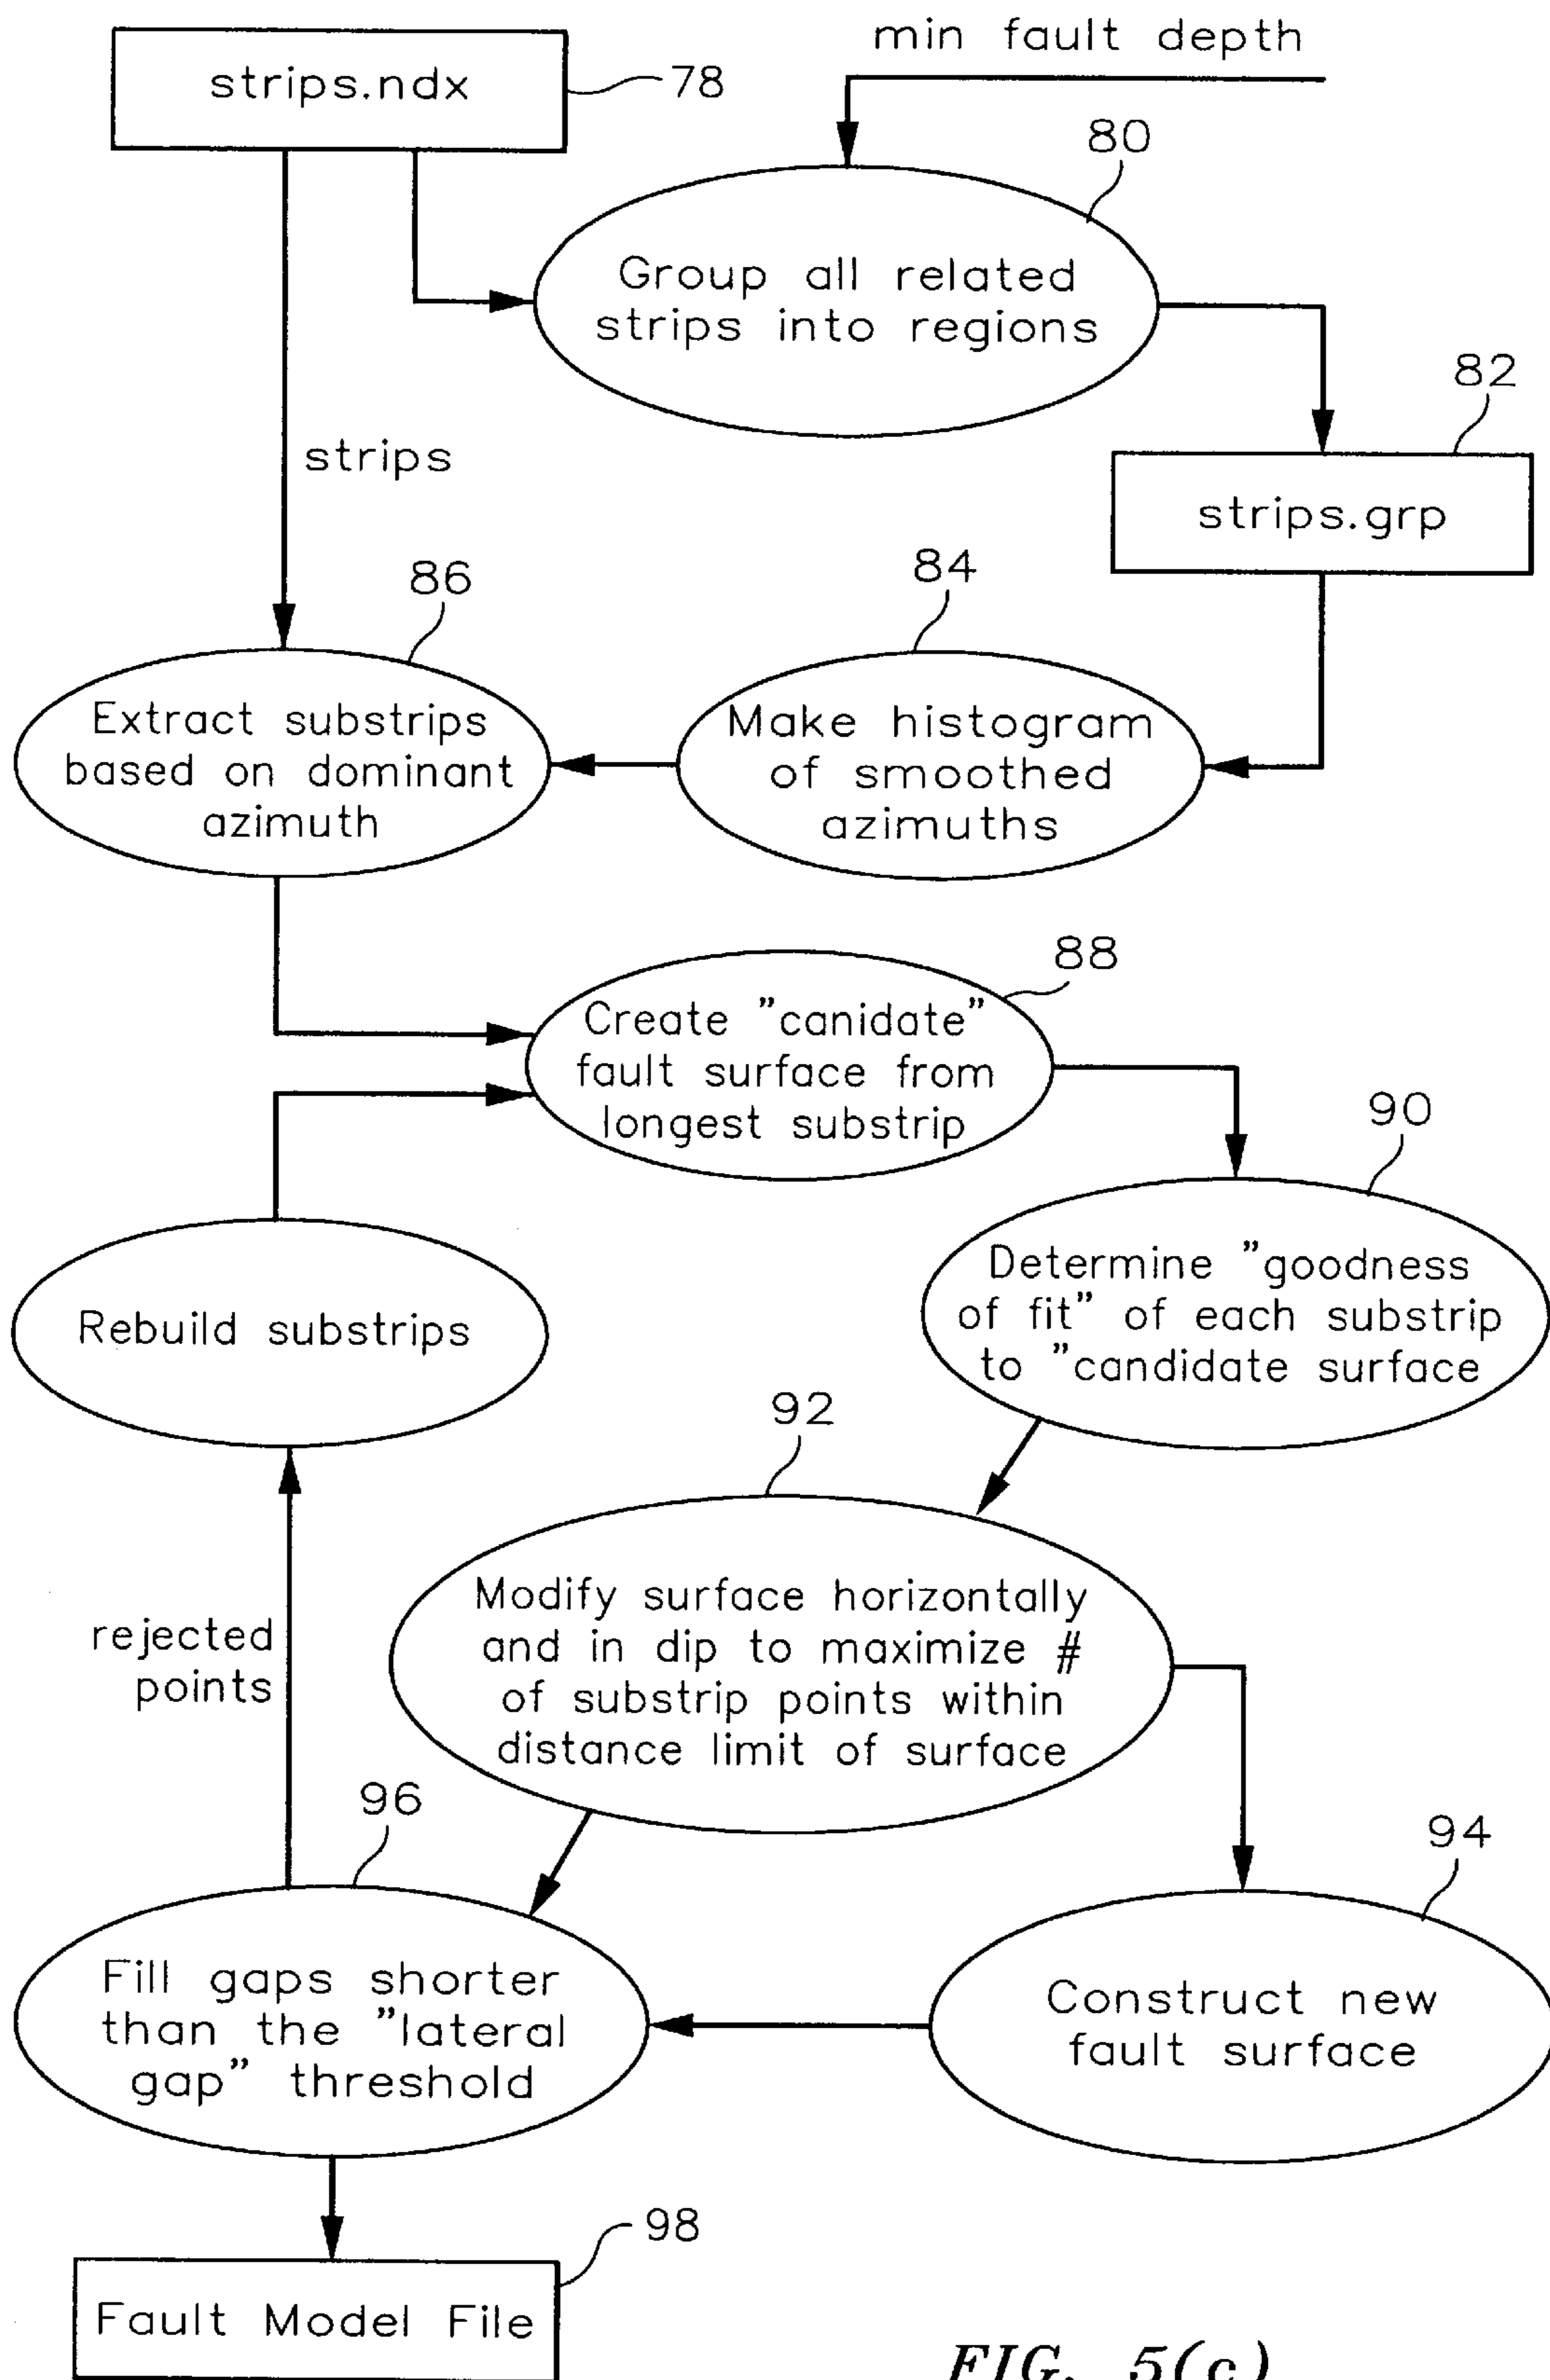 min fault depth
strips.ndx
78
80
Group all related
strips into regions
82
strips
strips.grp
84
86
Extract substrips
based on dominant
azimuth
Make histogram
of smoothed
azimuths
88
Create "canidate"
fault surface from
longest substrip
90
Determine "goodness
of fit" of each substrip
to "candidate surface
Rebuild substrips
92
Modify surface horizontally
and in dip to maximize #
of substrip points within
distance limit of surface
rejected
points
96
94
Fill gaps shorter
than the "lateral
gap" threshold
Construct new
fault surface
98
Fault Model File
FIG. 5(c)